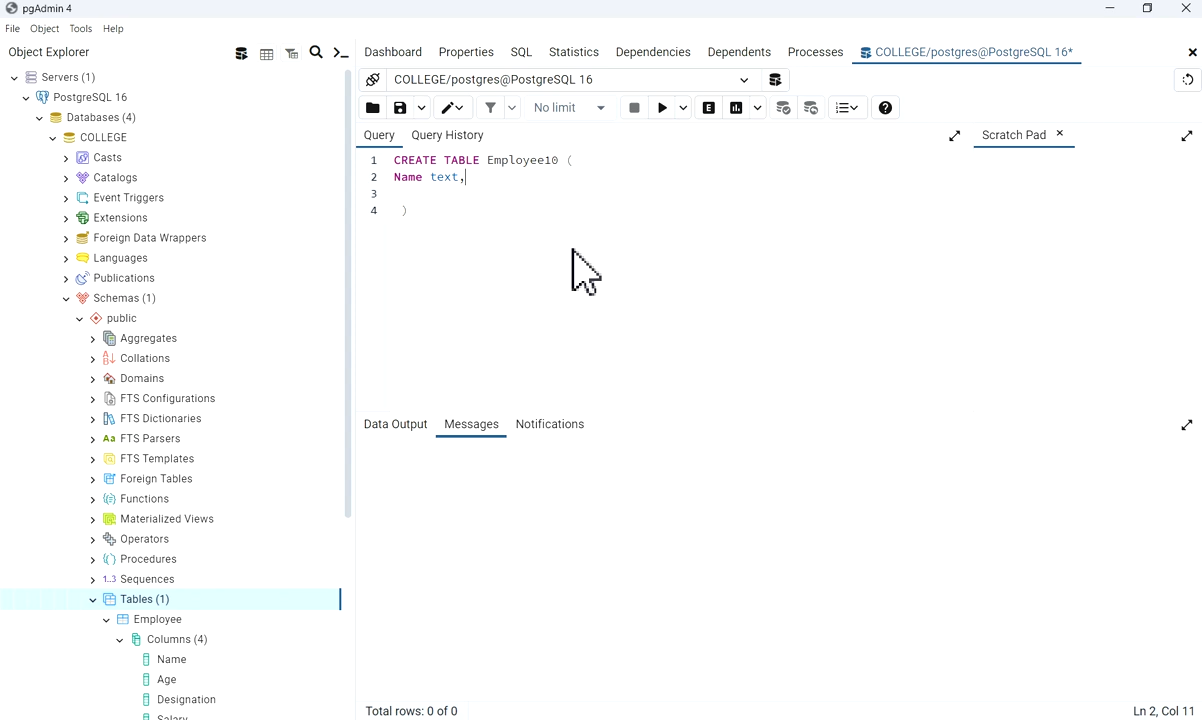 pgAdmin 4
File Object Tools Help
Object Explorer
Dashboard Properties SQL Statistics Dependencies Dependents Processes COLLEGE/postgres@PostgreSQL 16*
Servers (1)
PostgreSQL 16
Databases (4)
COLLEGE
Casts
Catalogs
Event Triggers
Extensions
Foreign Data Wrappers
Languages
Publications
Schemas (1)
public
Aggregates
Collations
Domains
FTS Configurations
FTS Dictionaries
FTS Parsers
FTS Templates
Foreign Tables
Functions
Materialized Views
Operators
Procedures
1..3 Sequences
Tables (1)
Employee
Columns (4)
Name
Age
Designation
Salary
COLLEGE/postgres@PostgreSQL 16
No limit
Query Query History
Scratch Pad
1 CREATE TABLE Employee10 (
2 Name text,
3
4 )
Data Output Messages Notifications
Total rows: 0 of 0
Ln 2, Col 11